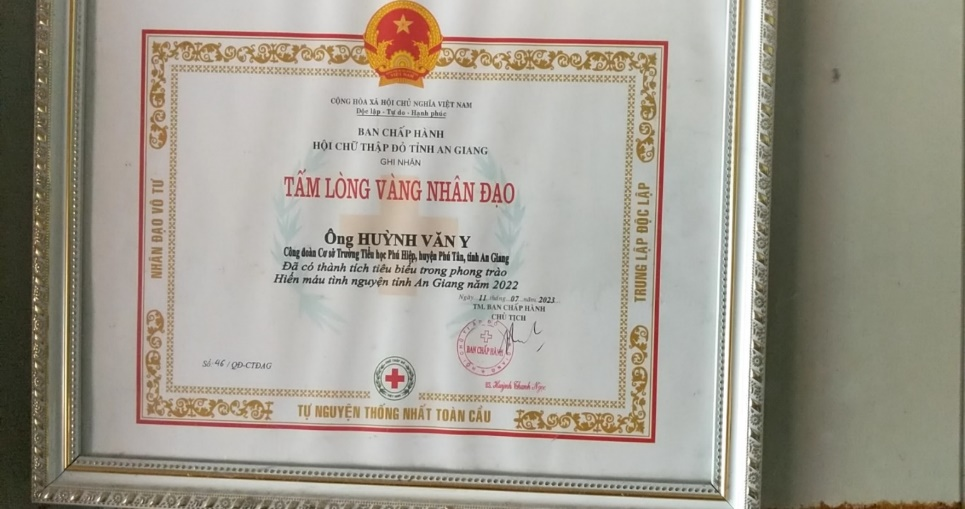 CỘNG HÒA XÃ HỘI CHỦ NGHĨA VIỆT NAM
Độc lập - Tự do - Hạnh phúc
BAN CHẤP HÀNH
HỘI CHỮ THẬP ĐỎ TỈNH AN GIANG
GHI NHẬN
TẤM LÒNG VÀNG NHÂN ĐẠO
Ông HUỲNH VĂN Y
Công đoàn Cơ sở Trường Tiểu học Phú Hiệp, huyện Phú Tân, tỉnh An Giang
Đã có thành tích tiêu biểu trong phong trào
Hiến máu tình nguyện tỉnh An Giang năm 2022
Ngày 11 tháng 07 năm 2023
TM. BAN CHẤP HÀNH
CHỦ TỊCH
BAN CHẤP HÀNH
Huỳnh Thanh Ngọc
Số: 46 / QĐ-CTĐAG
NHÂN ĐẠO VÔ TƯ
TRUNG LẬP ĐỘC LẬP
TỰ NGUYỆN THỐNG NHẤT TOÀN CẦU